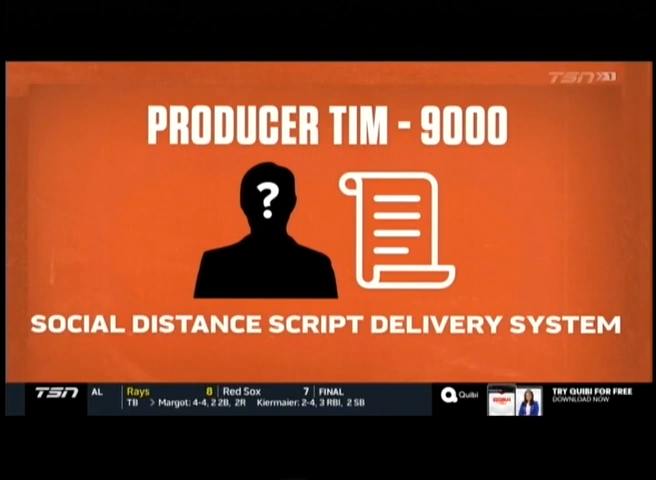 TSN 1
PRODUCER TIM - 9000
?
SOCIAL DISTANCE SCRIPT DELIVERY SYSTEM
TSN
AL
Rays 8 Red Sox 7 FINAL
TB > Margot: 4-4, 2 2B, 2R Kiermaier: 2-4, 3 RBI, 2 SB
Quibi
TRY QUIBI FOR FREE
DOWNLOAD NOW